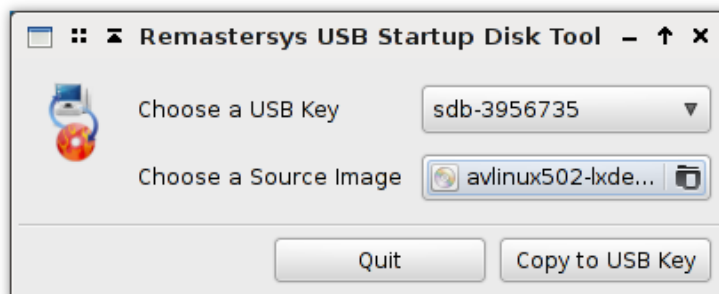 Remastersys USB Startup Disk Tool
Choose a USB Key sdb-3956735
Choose a Source Image avlinux502-lxde...
Quit Copy to USB Key